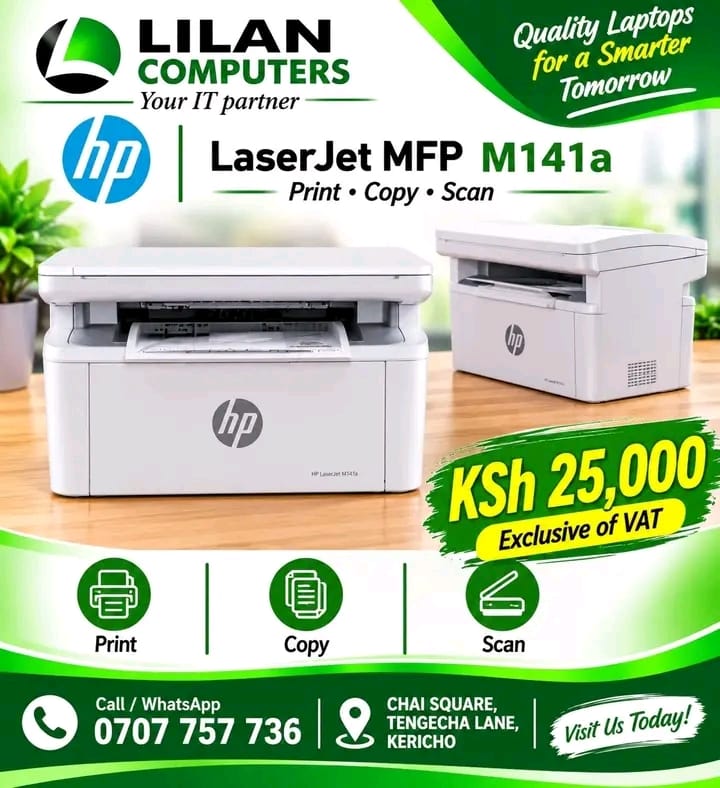 LILAN
COMPUTERS
Your IT partner
Quality Laptops
for a Smarter
Tomorrow
hp
LaserJet MFP M141a
Print • Copy • Scan
hp
HP LaserJet M141a
hp
KSh 25,000
Exclusive of VAT
Print
Copy
Scan
Call / WhatsApp
0707 757 736
CHAI SQUARE,
TENGECHA LANE,
KERICHO
Visit Us Today!